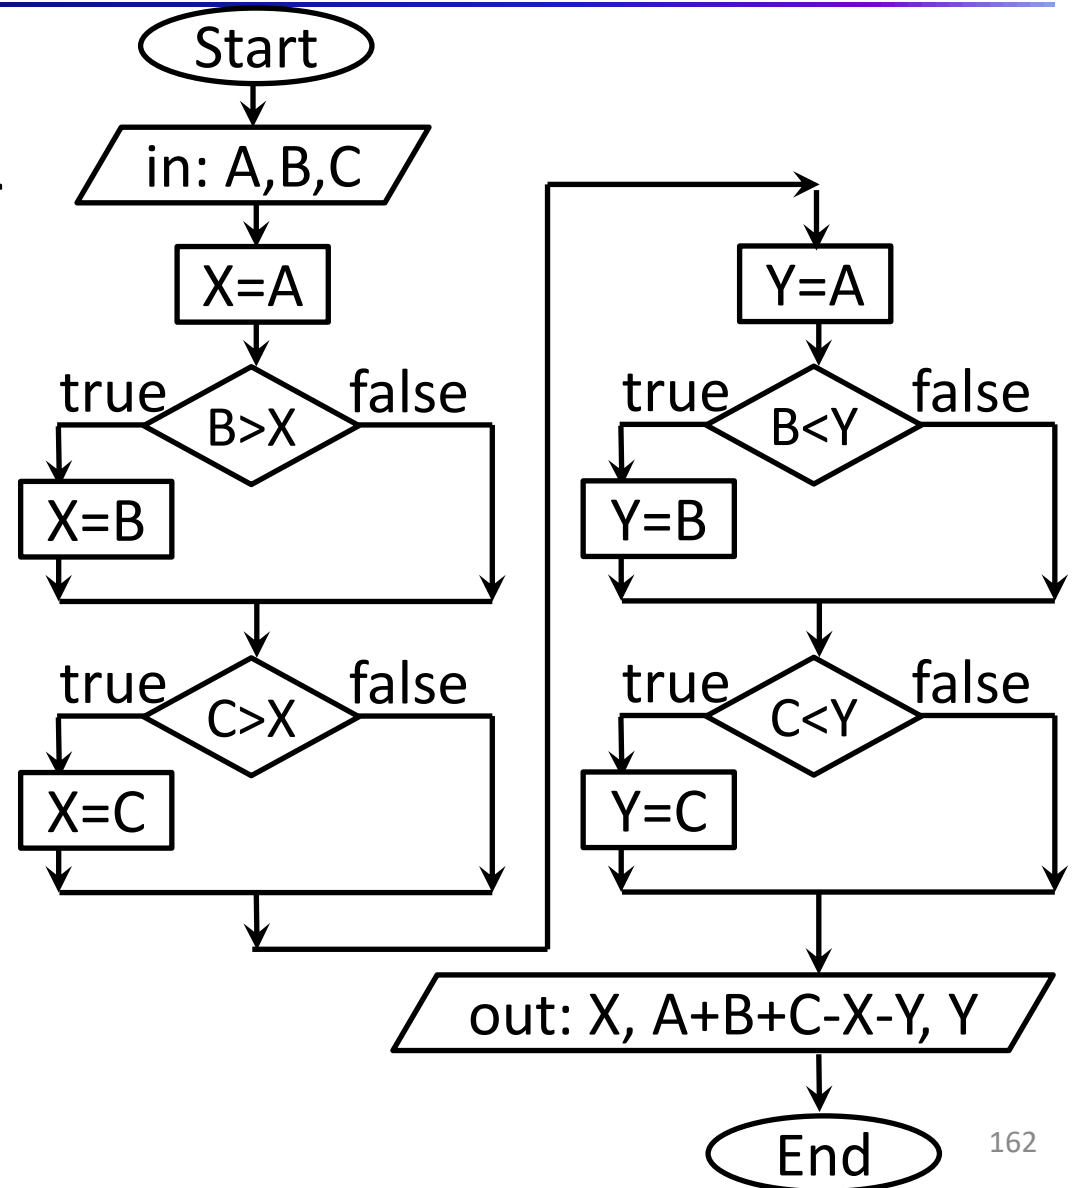 Start
in: A,B,C
X=A
true
B>X
false
X=B
true
C>X
false
X=C
Y=A
true
B<Y
false
Y=B
true
C<Y
false
Y=C
out: X, A+B+C-X-Y, Y
End
162